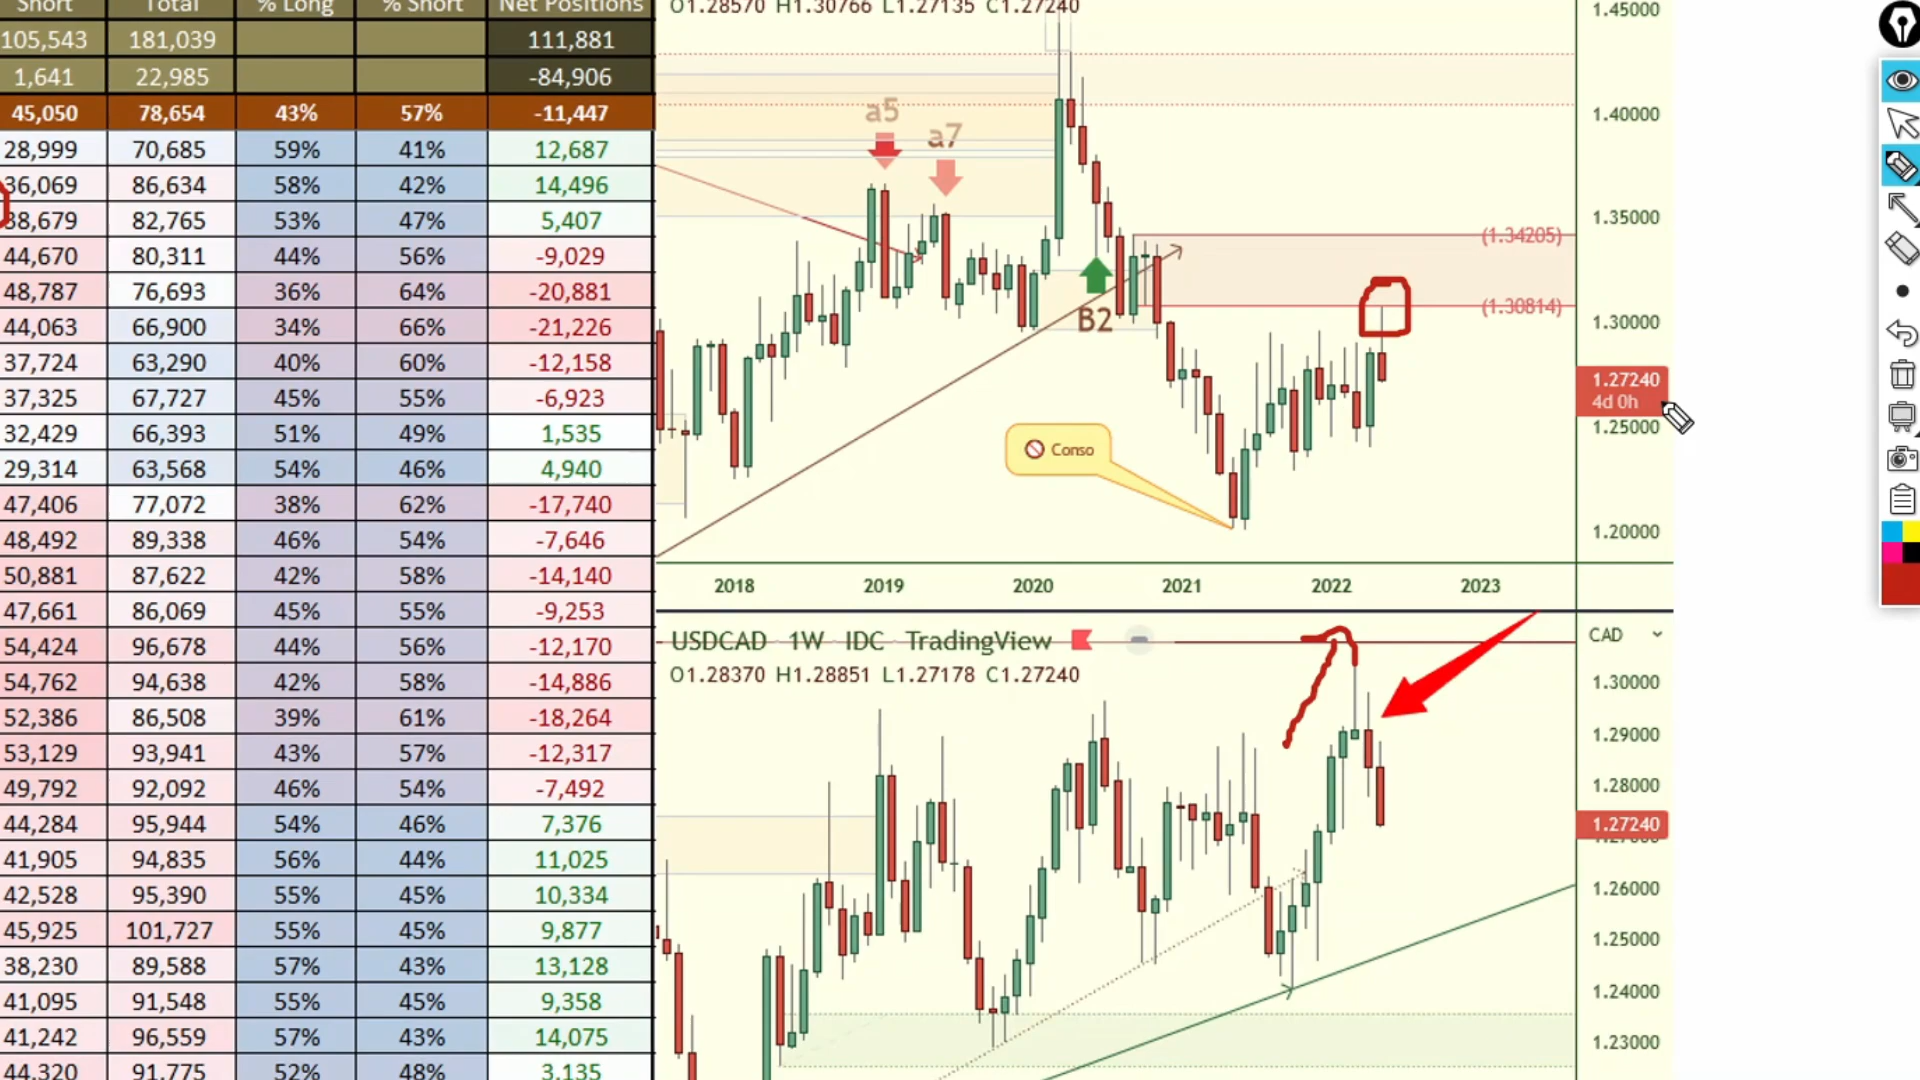 Short Total % Long % Short Net Positions
105,543 181,039 111,881
1,641 22,985 -84,906
45,050 78,654 43% 57% -11,447
28,999 70,685 59% 41% 12,687
36,069 86,634 58% 42% 14,496
38,679 82,765 53% 47% 5,407
44,670 80,311 44% 56% -9,029
48,787 76,693 36% 64% -20,881
44,063 66,900 34% 66% -21,226
37,724 63,290 40% 60% -12,158
37,325 67,727 45% 55% -6,923
32,429 66,393 51% 49% 1,535
29,314 63,568 54% 46% 4,940
47,406 77,072 38% 62% -17,740
48,492 89,338 46% 54% -7,646
50,881 87,622 42% 58% -14,140
47,661 86,069 45% 55% -9,253
54,424 96,678 44% 56% -12,170
54,762 94,638 42% 58% -14,886
52,386 86,508 39% 61% -18,264
53,129 93,941 43% 57% -12,317
49,792 92,092 46% 54% -7,492
44,284 95,944 54% 46% 7,376
41,905 94,835 56% 44% 11,025
42,528 95,390 55% 45% 10,334
45,925 101,727 55% 45% 9,877
38,230 89,588 57% 43% 13,128
41,095 91,548 55% 45% 9,358
41,242 96,559 57% 43% 14,075
44,320 91,775 52% 48% 3,135
O1.28570 H1.30766 L1.27135 C1.27240
a5
a7
B2
Conso
(1.34205)
(1.30814)
1.45000
1.40000
1.35000
1.30000
1.27240
4d 0h
1.25000
1.20000
2018 2019 2020 2021 2022 2023
USDCAD 1W IDC TradingView
O1.28370 H1.28851 L1.27178 C1.27240
CAD
1.30000
1.29000
1.28000
1.27240
1.26000
1.25000
1.24000
1.23000